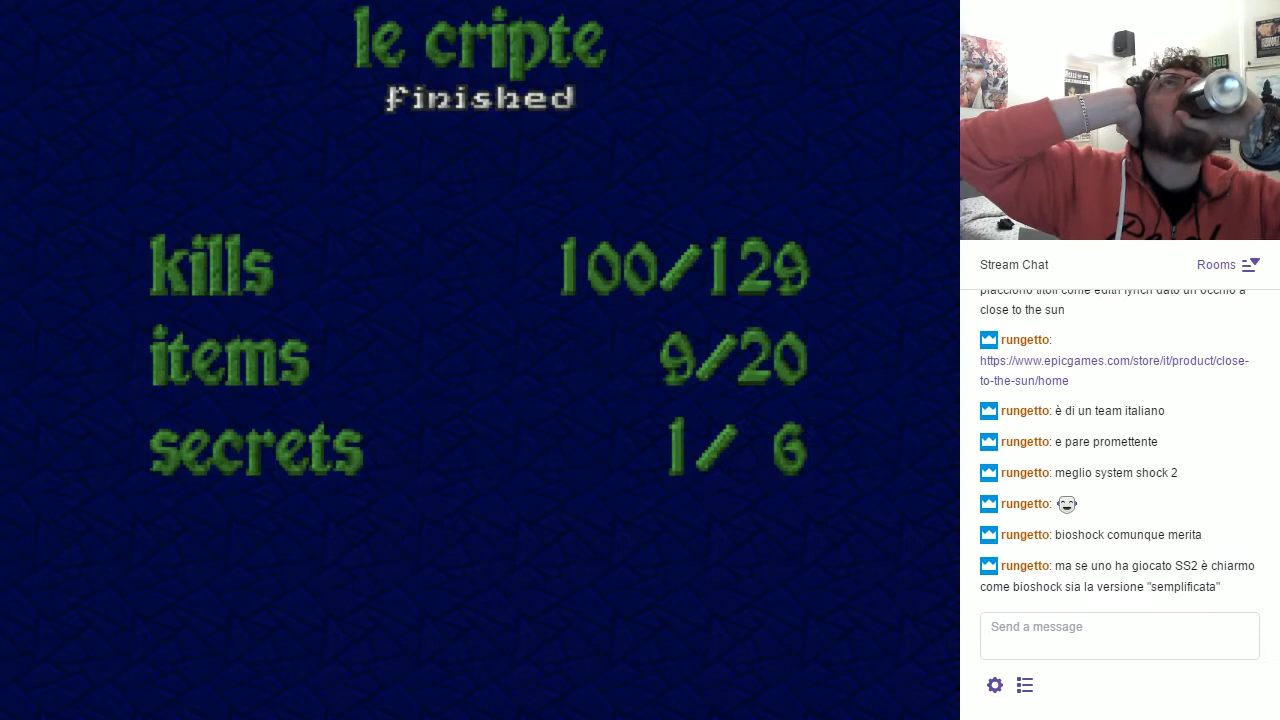 le cripte
finished
kills 100/129
items 9/20
secrets 1/ 6
Stream Chat Rooms
piacciono titoli come edith fynch dato un occhio a
close to the sun
rungetto:
https://www.epicgames.com/store/it/product/close-
to-the-sun/home
rungetto: è di un team italiano
rungetto: e pare promettente
rungetto: meglio system shock 2
rungetto:
rungetto: bioshock comunque merita
rungetto: ma se uno ha giocato SS2 è chiarmo
come bioshock sia la versione "semplificata"
Send a message